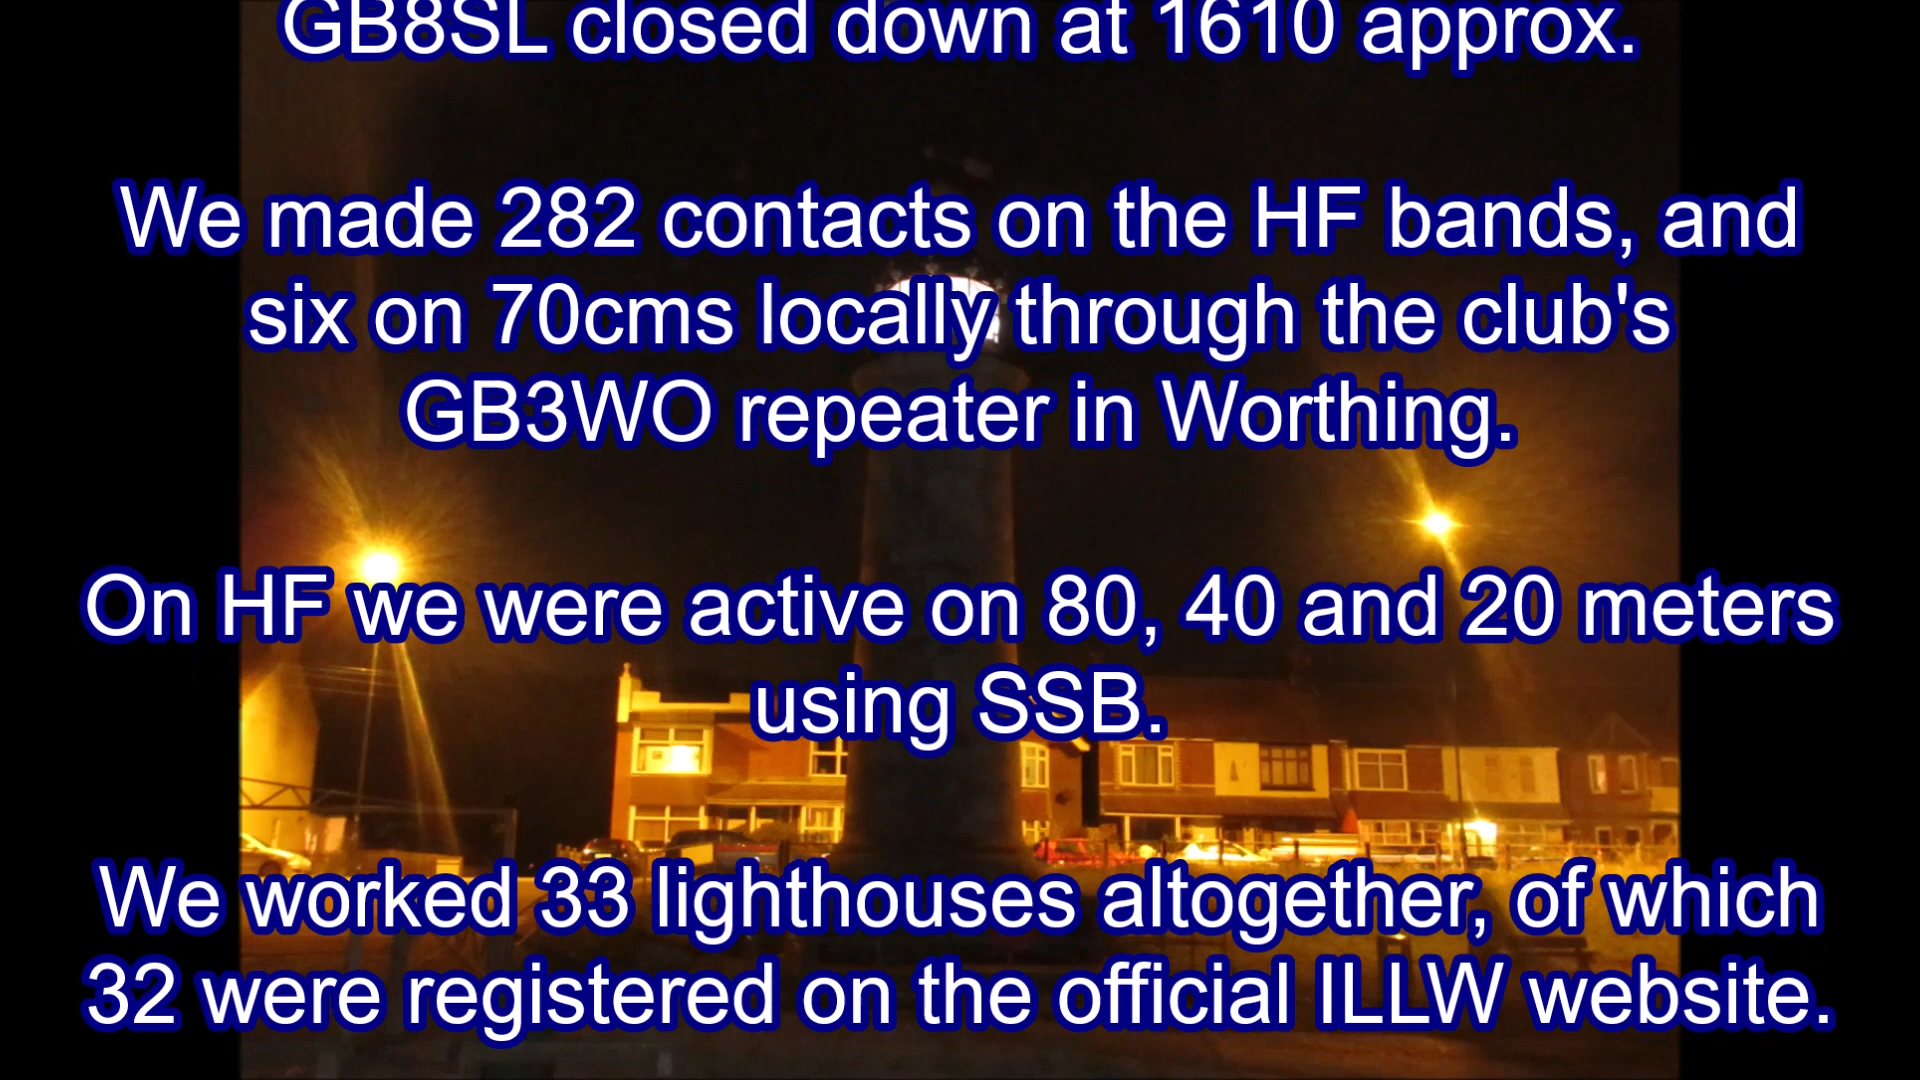 GB8SL closed down at 1610 approx.
We made 282 contacts on the HF bands, and
six on 70cms locally through the club's
GB3WO repeater in Worthing.
On HF we were active on 80, 40 and 20 meters
using SSB.
We worked 33 lighthouses altogether, of which
32 were registered on the official ILLW website.